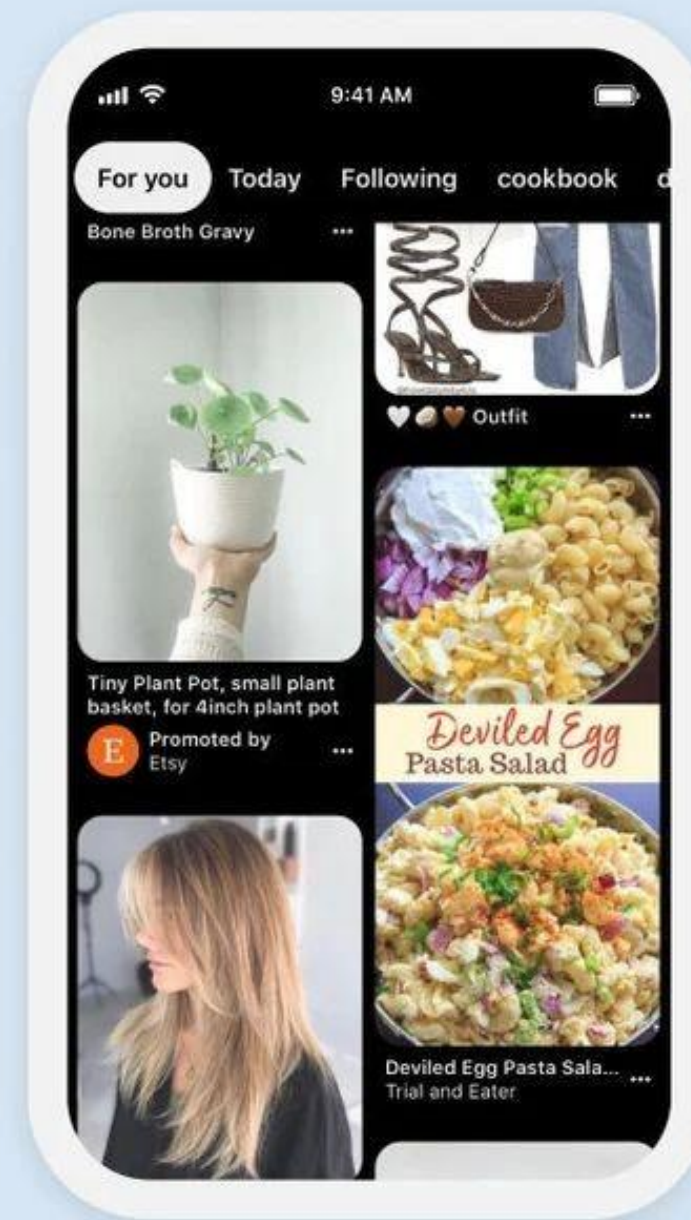 9:41 AM
For you Today Following cookbook d
Bone Broth Gravy ...
🤍🪨🤎 Outfit ...
Tiny Plant Pot, small plant
basket, for 4inch plant pot
E
Promoted by
Etsy
...
Deviled Egg
Pasta Salad
Deviled Egg Pasta Sala...
Trial and Eater
...